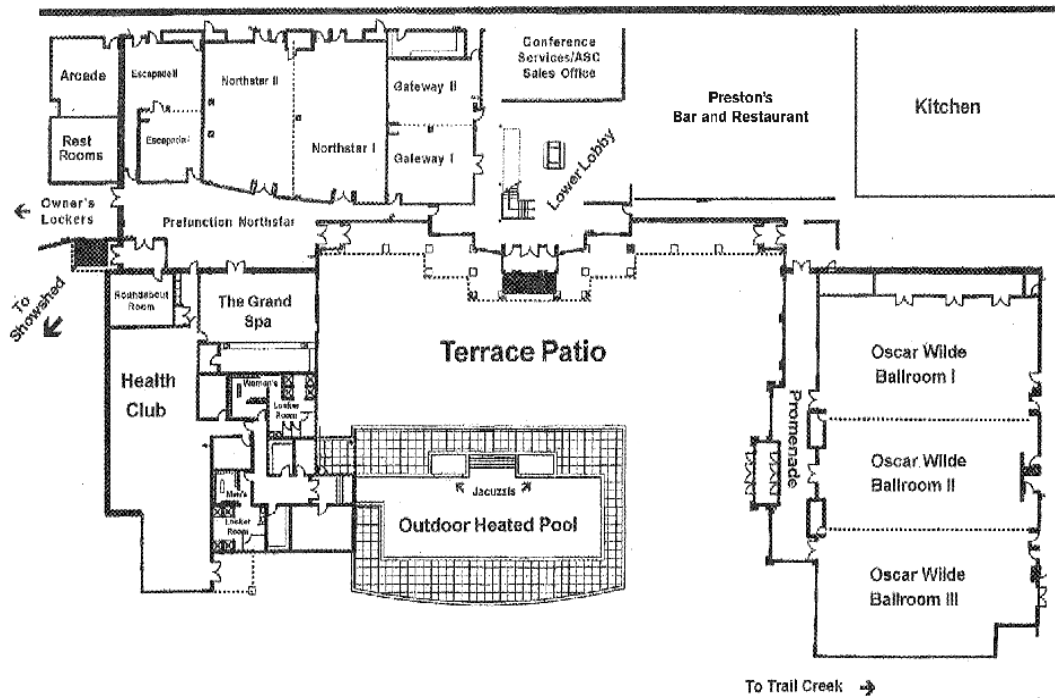 Conference
Services/ASC
Sales Office
Arcade
Escapade II
Northstar II
Gateway II
Preston's
Bar and Restaurant
Kitchen
Rest
Rooms
Escapade I
Northstar I
Gateway I
Lower Lobby
Owner's
Lockers
Prefunction Northstar
To
Showshed
Roundabout
Room
The Grand
Spa
Terrace Patio
Oscar Wilde
Ballroom I
Health
Club
Women's
Locker
Room
Promenade
Oscar Wilde
Ballroom II
Men's
Locker
Room
Jacuzzis
Outdoor Heated Pool
Oscar Wilde
Ballroom III
To Trail Creek